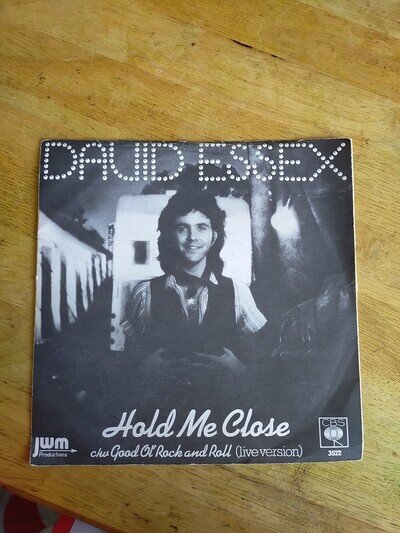 DAVID ESSEX
Hold Me Close
c/w Good Ol' Rock and Roll (live version)
jwm
Productions
CBS
3572